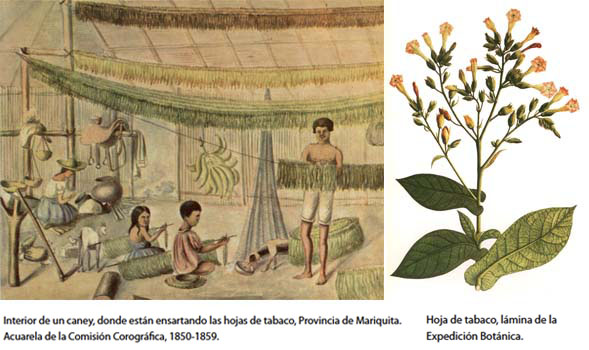 Interior de un caney, donde están ensartando las hojas de tabaco, Provincia de Mariquita.
Acuarela de la Comisión Corográfica, 1850-1859.
Hoja de tabaco, lámina de la
Expedición Botánica.